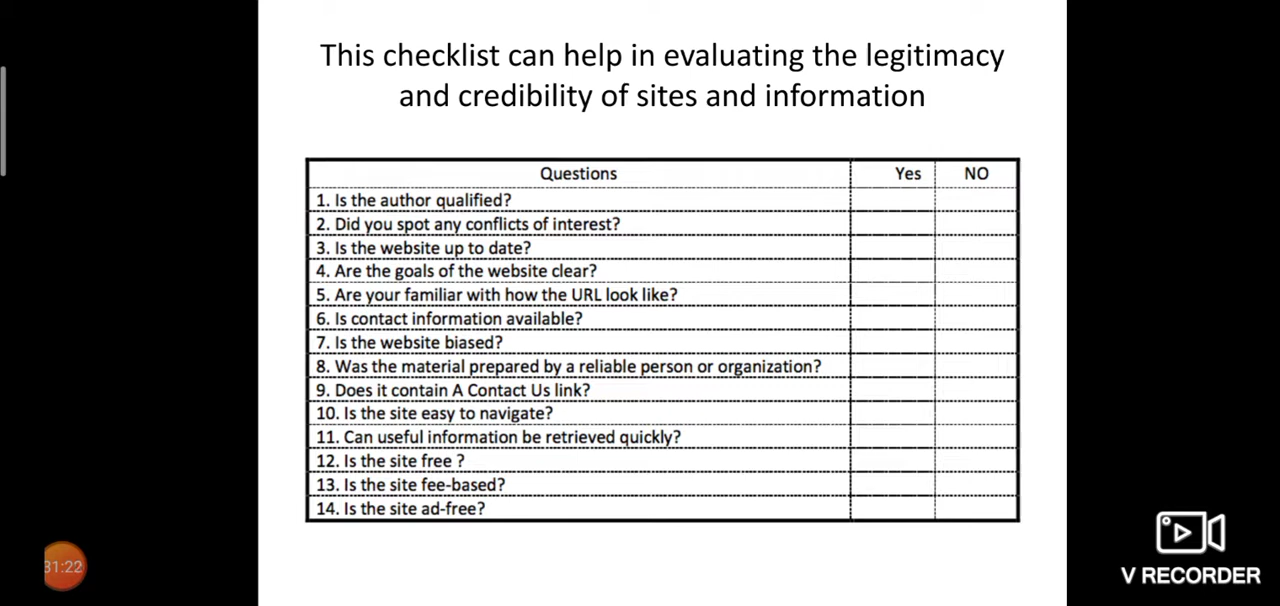 This checklist can help in evaluating the legitimacy
and credibility of sites and information
Questions Yes NO
1. Is the author qualified?
2. Did you spot any conflicts of interest?
3. Is the website up to date?
4. Are the goals of the website clear?
5. Are your familiar with how the URL look like?
6. Is contact information available?
7. Is the website biased?
8. Was the material prepared by a reliable person or organization?
9. Does it contain A Contact Us link?
10. Is the site easy to navigate?
11. Can useful information be retrieved quickly?
12. Is the site free ?
13. Is the site fee-based?
14. Is the site ad-free?
31:22
V RECORDER